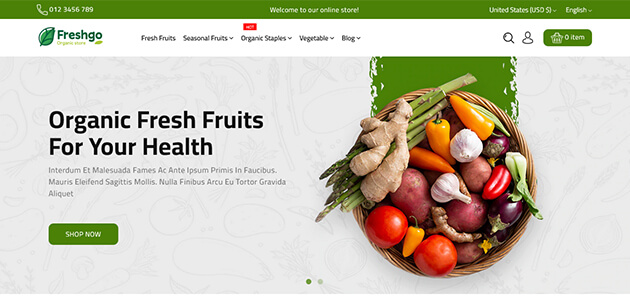 012 3456 789
Welcome to our online store!
United States (USD $)
English
Freshgo
Organic store
Fresh Fruits
Seasonal Fruits
HOT
Organic Staples
Vegetable
Blog
0 item
Organic Fresh Fruits
For Your Health
Interdum Et Malesuada Fames Ac Ante Ipsum Primis In Faucibus.
Mauris Eleifend Sagittis Mollis. Nulla Finibus Arcu Eu Tortor Gravida
Aliquet
SHOP NOW